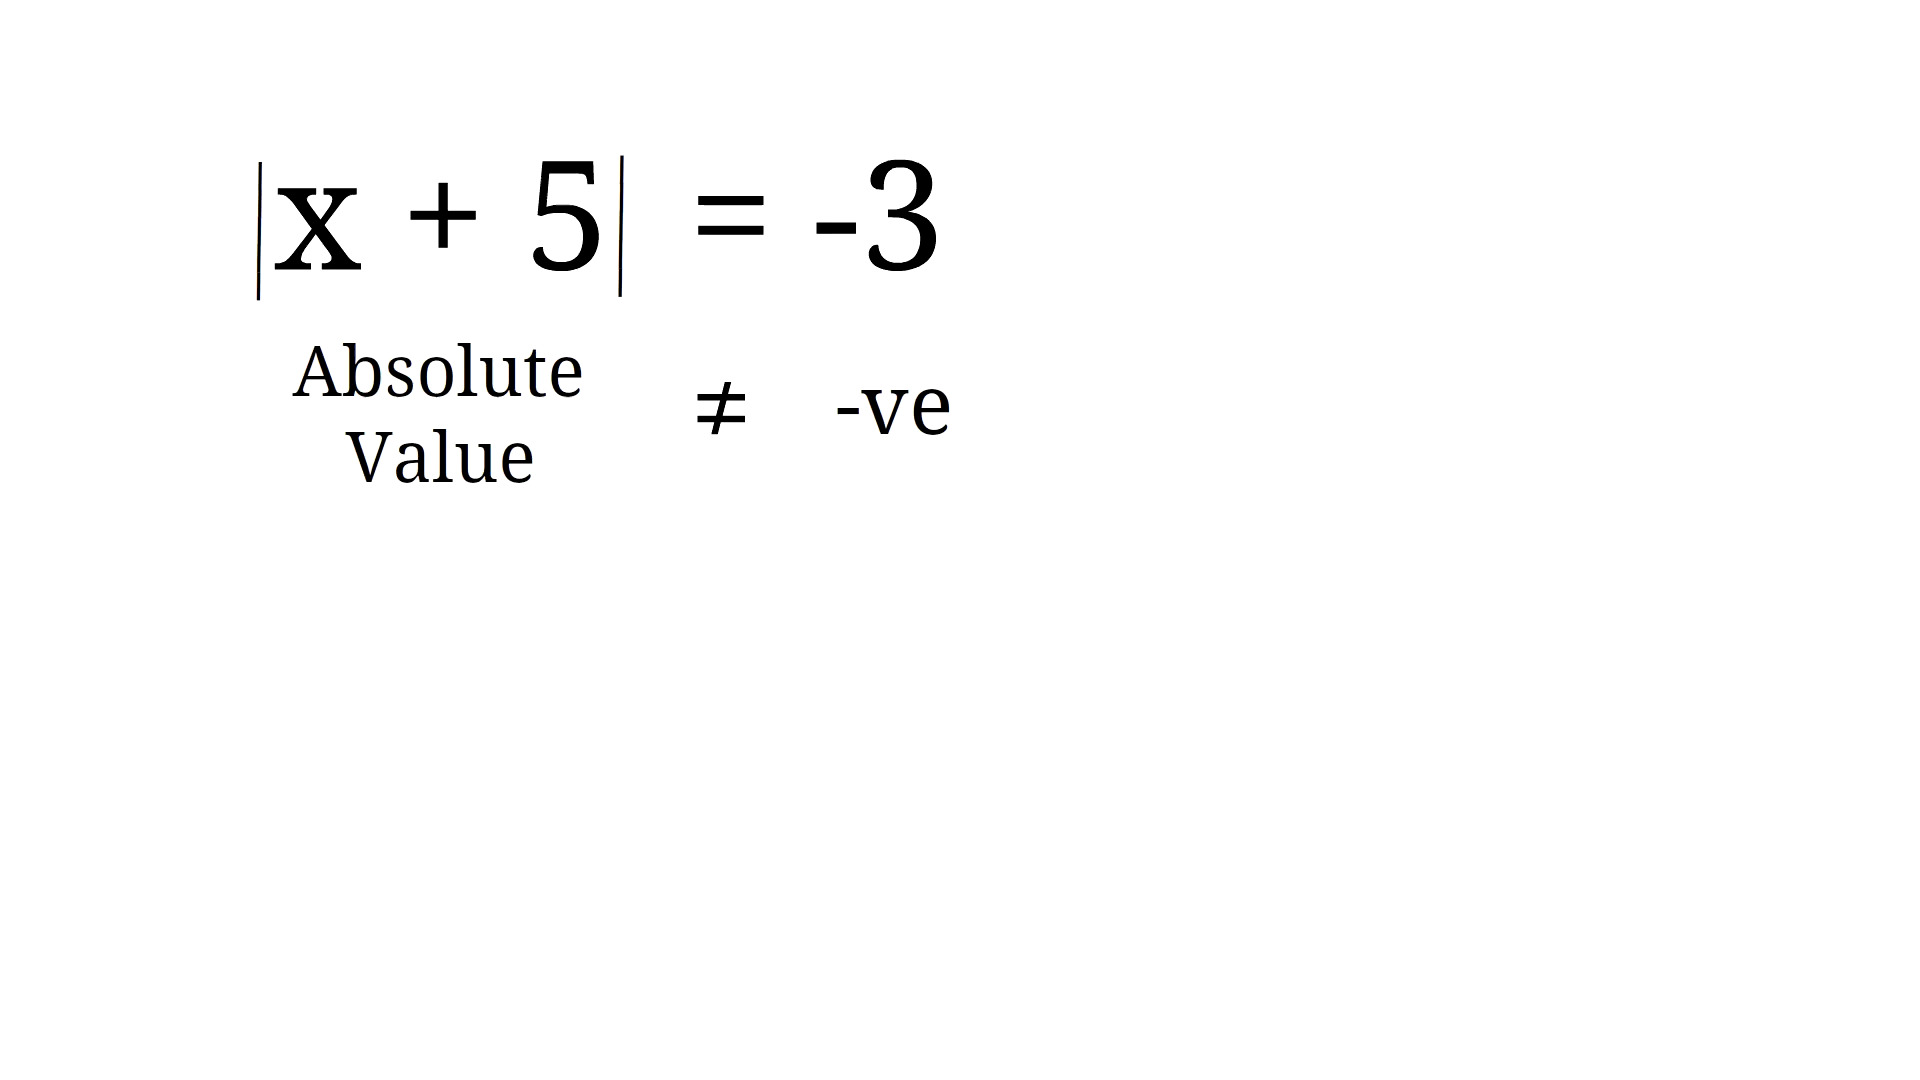 |x + 5| = -3
Absolute
Value
≠ -ve